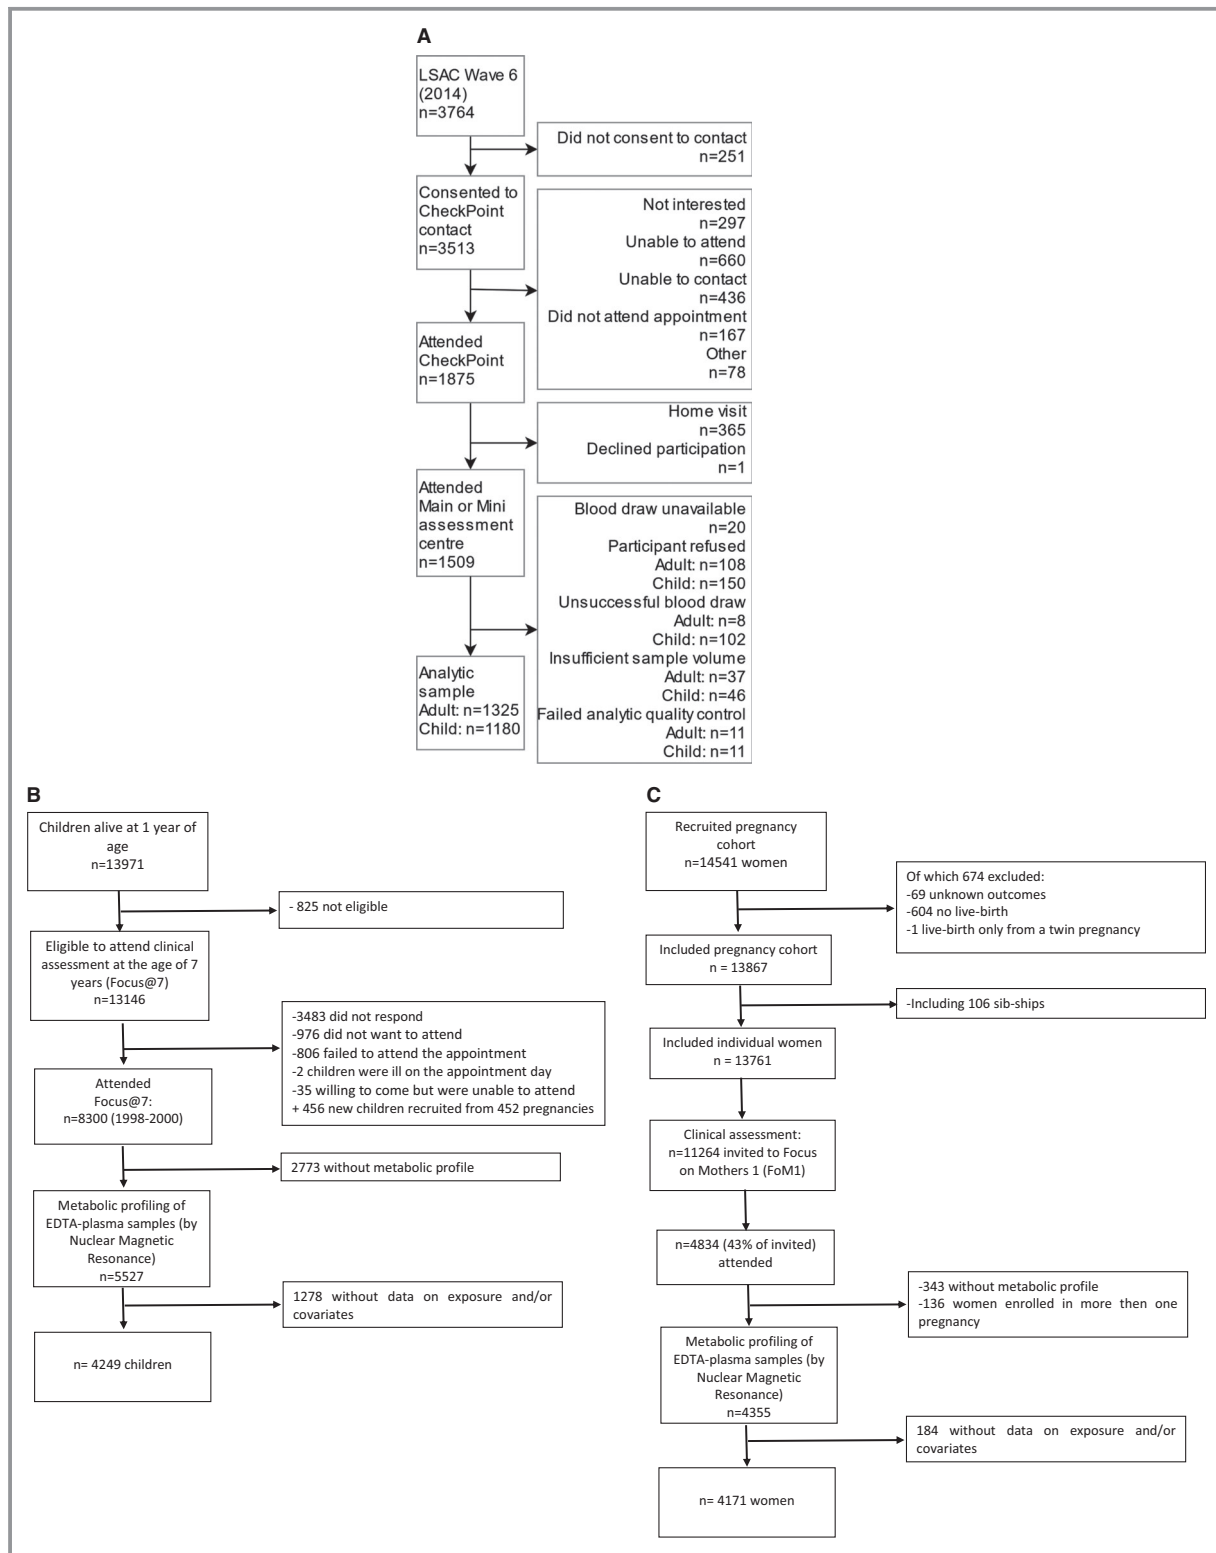 A
LSAC Wave 6
(2014)
n=3764
Did not consent to contact
n=251
Consented to
CheckPoint
contact
n=3513
Not interested
n=297
Unable to attend
n=660
Unable to contact
n=436
Did not attend appointment
n=167
Other
n=78
Attended
CheckPoint
n=1875
Home visit
n=365
Declined participation
n=1
Attended
Main or Mini
assessment
centre
n=1509
Blood draw unavailable
n=20
Participant refused
Adult: n=108
Child: n=150
Unsuccessful blood draw
Adult: n=8
Child: n=102
Insufficient sample volume
Adult: n=37
Child: n=46
Failed analytic quality control
Adult: n=11
Child: n=11
Analytic
sample
Adult: n=1325
Child: n=1180
B
Children alive at 1 year of
age
n=13971
- 825 not eligible
Eligible to attend clinical
assessment at the age of 7
years (Focus@7)
n=13146
-3483 did not respond
-976 did not want to attend
-806 failed to attend the appointment
-2 children were ill on the appointment day
-35 willing to come but were unable to attend
+ 456 new children recruited from 452 pregnancies
Attended
Focus@7:
n=8300 (1998-2000)
2773 without metabolic profile
Metabolic profiling of
EDTA-plasma samples (by
Nuclear Magnetic
Resonance)
n=5527
1278 without data on exposure and/or
covariates
n= 4249 children
C
Recruited pregnancy
cohort
n=14541 women
Of which 674 excluded:
-69 unknown outcomes
-604 no live-birth
-1 live-birth only from a twin pregnancy
Included pregnancy cohort
n = 13867
-Including 106 sib-ships
Included individual women
n = 13761
Clinical assessment:
n=11264 invited to Focus
on Mothers 1 (FoM1)
n=4834 (43% of invited)
attended
-343 without metabolic profile
-136 women enrolled in more then one
pregnancy
Metabolic profiling of
EDTA-plasma samples (by
Nuclear Magnetic
Resonance)
n=4355
184 without data on exposure and/or
covariates
n= 4171 women